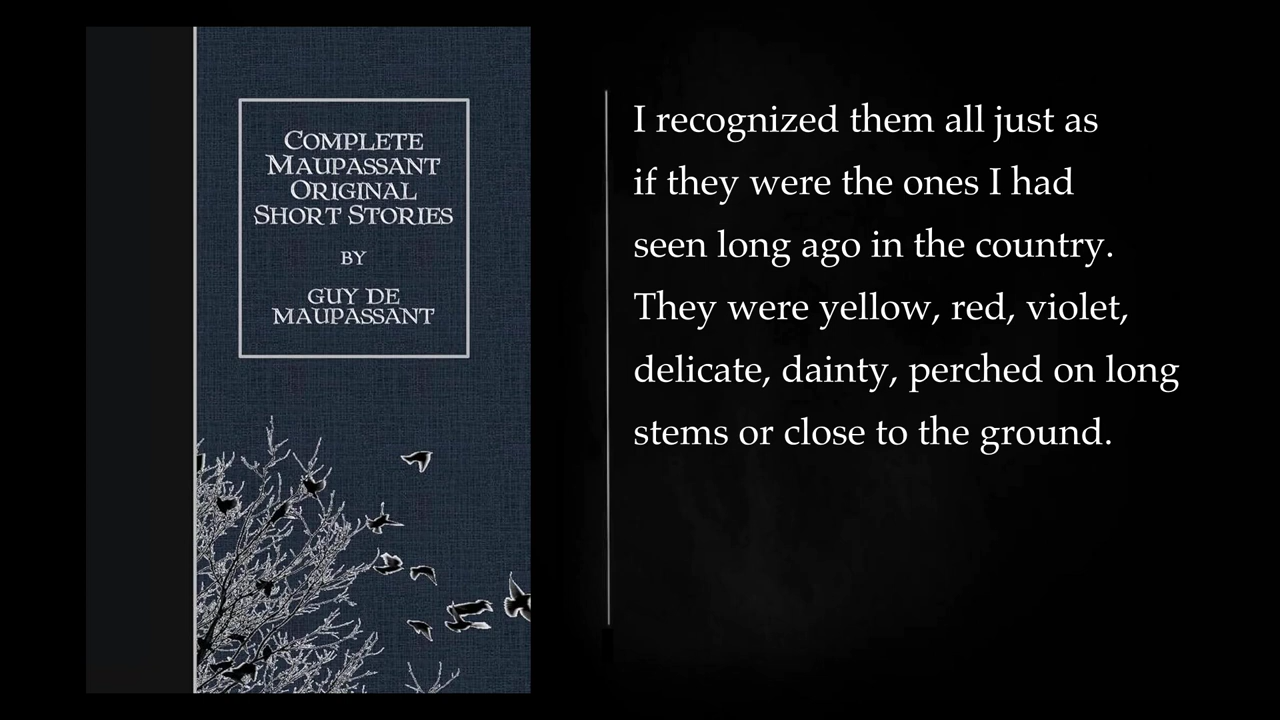 COMPLETE
MAUPASSANT
ORIGINAL
SHORT STORIES
BY
GUY DE
MAUPASSANT
I recognized them all just as
if they were the ones I had
seen long ago in the country.
They were yellow, red, violet,
delicate, dainty, perched on long
stems or close to the ground.